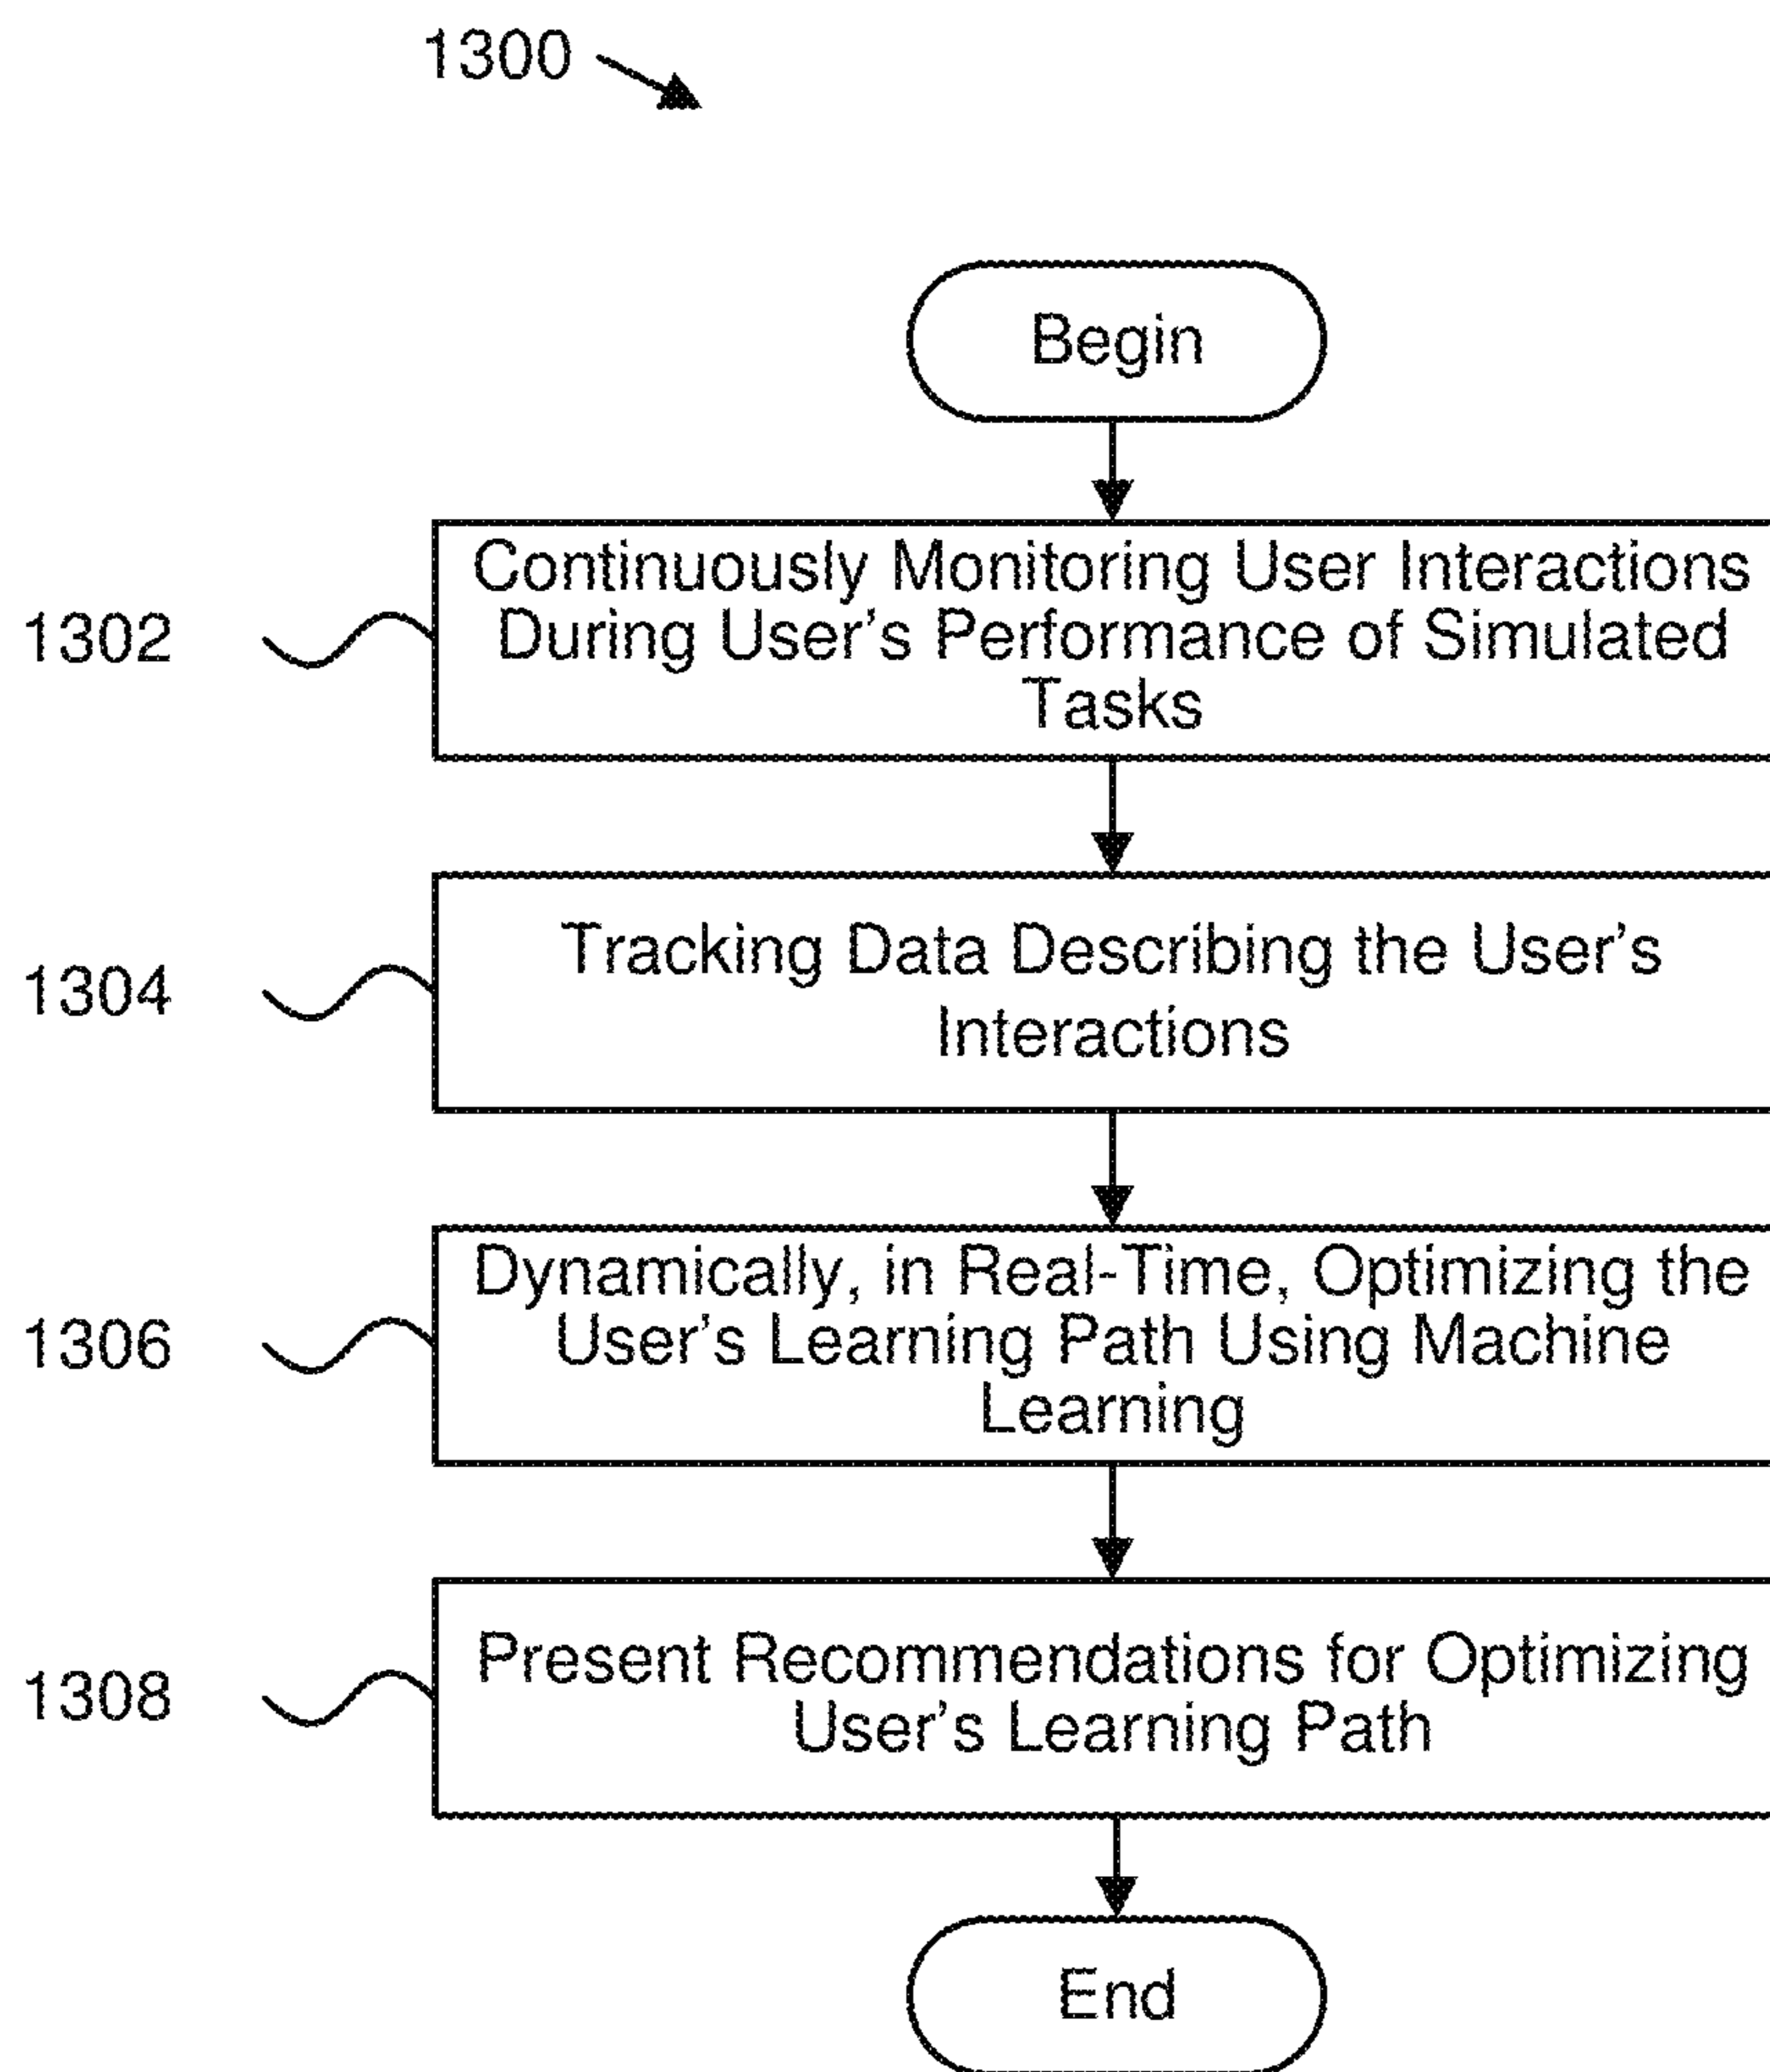 1300
Begin
1302
Continuously Monitoring User Interactions
During User's Performance of Simulated
Tasks
1304
Tracking Data Describing the User's
Interactions
1306
Dynamically, in Real-Time, Optimizing the
User's Learning Path Using Machine
Learning
1308
Present Recommendations for Optimizing
User's Learning Path
End